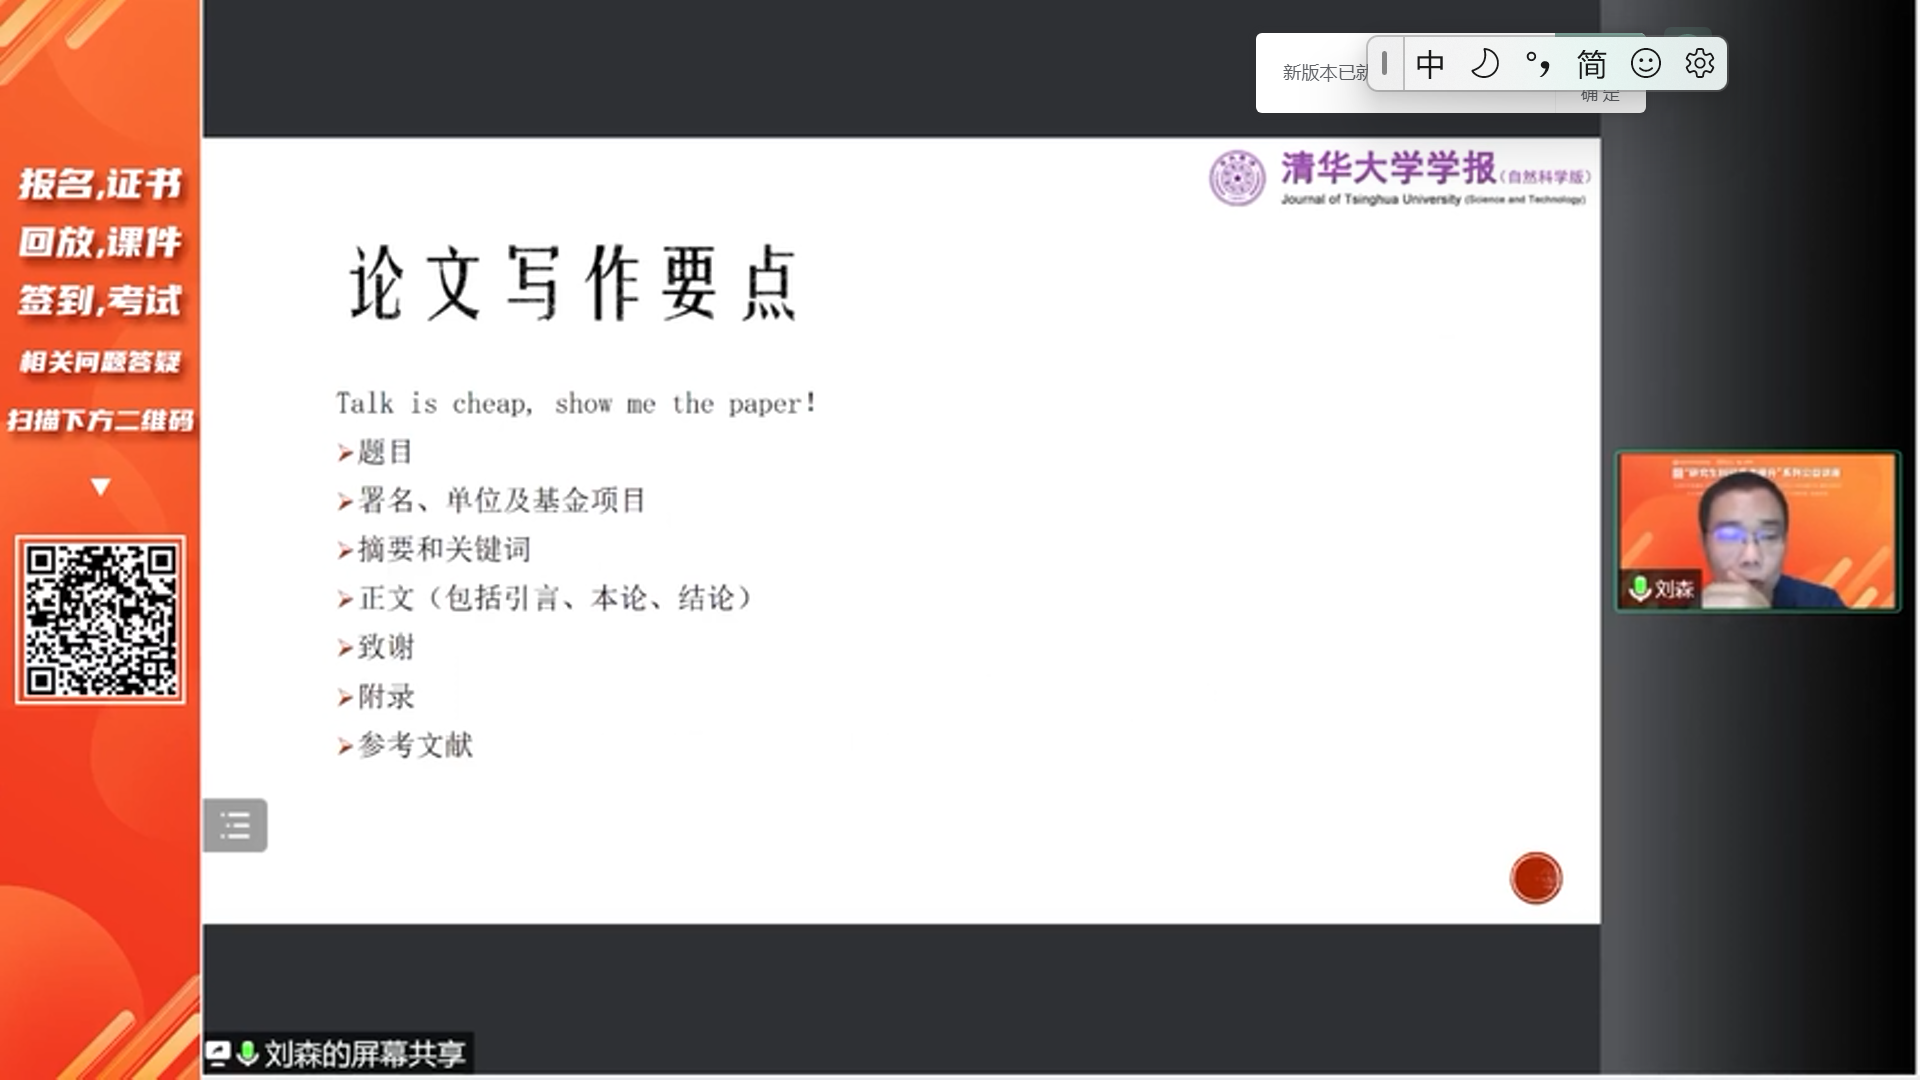 报名,证书
回放,课件
签到,考试
相关问题答疑
扫描下方二维码
新版本已就
中 简
确定
清华大学学报(自然科学版)
Journal of Tsinghua University (Science and Technology)
论文写作要点
Talk is cheap, show me the paper!
➢题目
➢署名、单位及基金项目
➢摘要和关键词
➢正文（包括引言、本论、结论）
➢致谢
➢附录
➢参考文献
刘森
刘森的屏幕共享